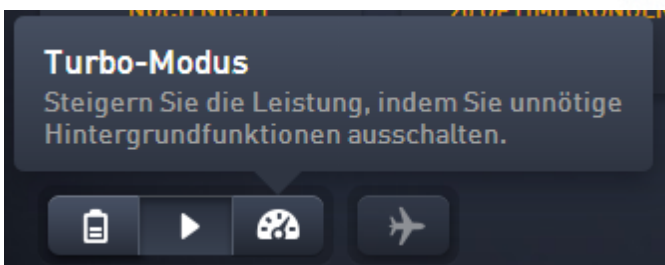 Turbo-Modus
Steigern Sie die Leistung, indem Sie unnötige
Hintergrundfunktionen ausschalten.